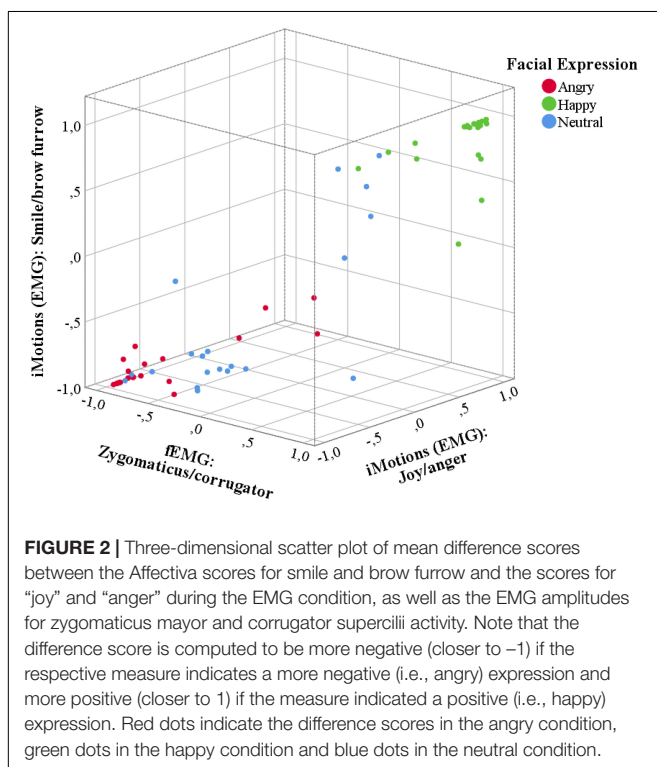 Facial Expression
Angry
Happy
Neutral
iMotions (EMG): Smile/brow furrow
1,0
,5
,0
-,5
-1,0
-1,0
-,5
,0
,5
1,0
fEMG:
Zygomaticus/corrugator
-1,0
-,5
,0
,5
1,0
iMotions (EMG):
Joy/anger
FIGURE 2 | Three-dimensional scatter plot of mean difference scores
between the Affectiva scores for smile and brow furrow and the scores for
“joy” and “anger” during the EMG condition, as well as the EMG amplitudes
for zygomaticus mayor and corrugator supercilii activity. Note that the
difference score is computed to be more negative (closer to –1) if the
respective measure indicates a more negative (i.e., angry) expression and
more positive (closer to 1) if the measure indicated a positive (i.e., happy)
expression. Red dots indicate the difference scores in the angry condition,
green dots in the happy condition and blue dots in the neutral condition.